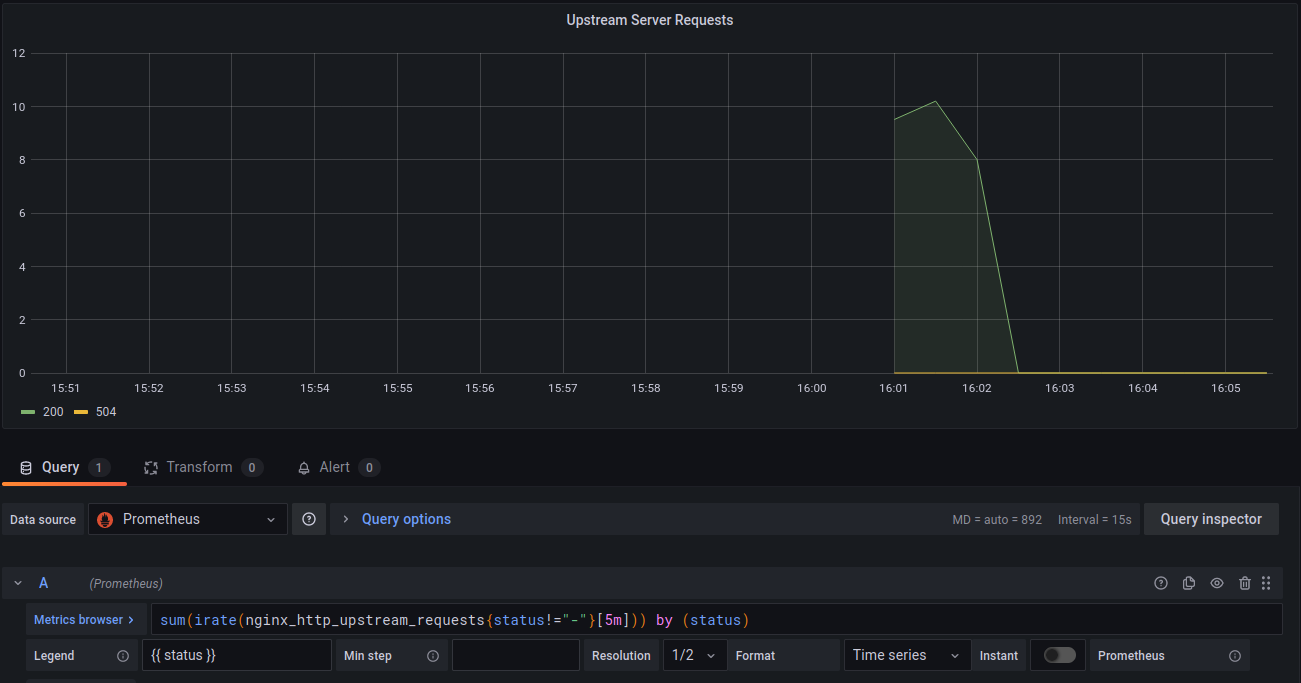 Upstream Server Requests
12
10
8
6
4
2
0
15:51 15:52 15:53 15:54 15:55 15:56 15:57 15:58 15:59 16:00 16:01 16:02 16:03 16:04 16:05
200 504
Query 1 Transform 0 Alert 0
Data source Prometheus Query options MD = auto = 892 Interval = 15s Query inspector
A (Prometheus)
Metrics browser sum(irate(nginx_http_upstream_requests{status!="-"}[5m])) by (status)
Legend {{ status }} Min step Resolution 1/2 Format Time series Instant Prometheus